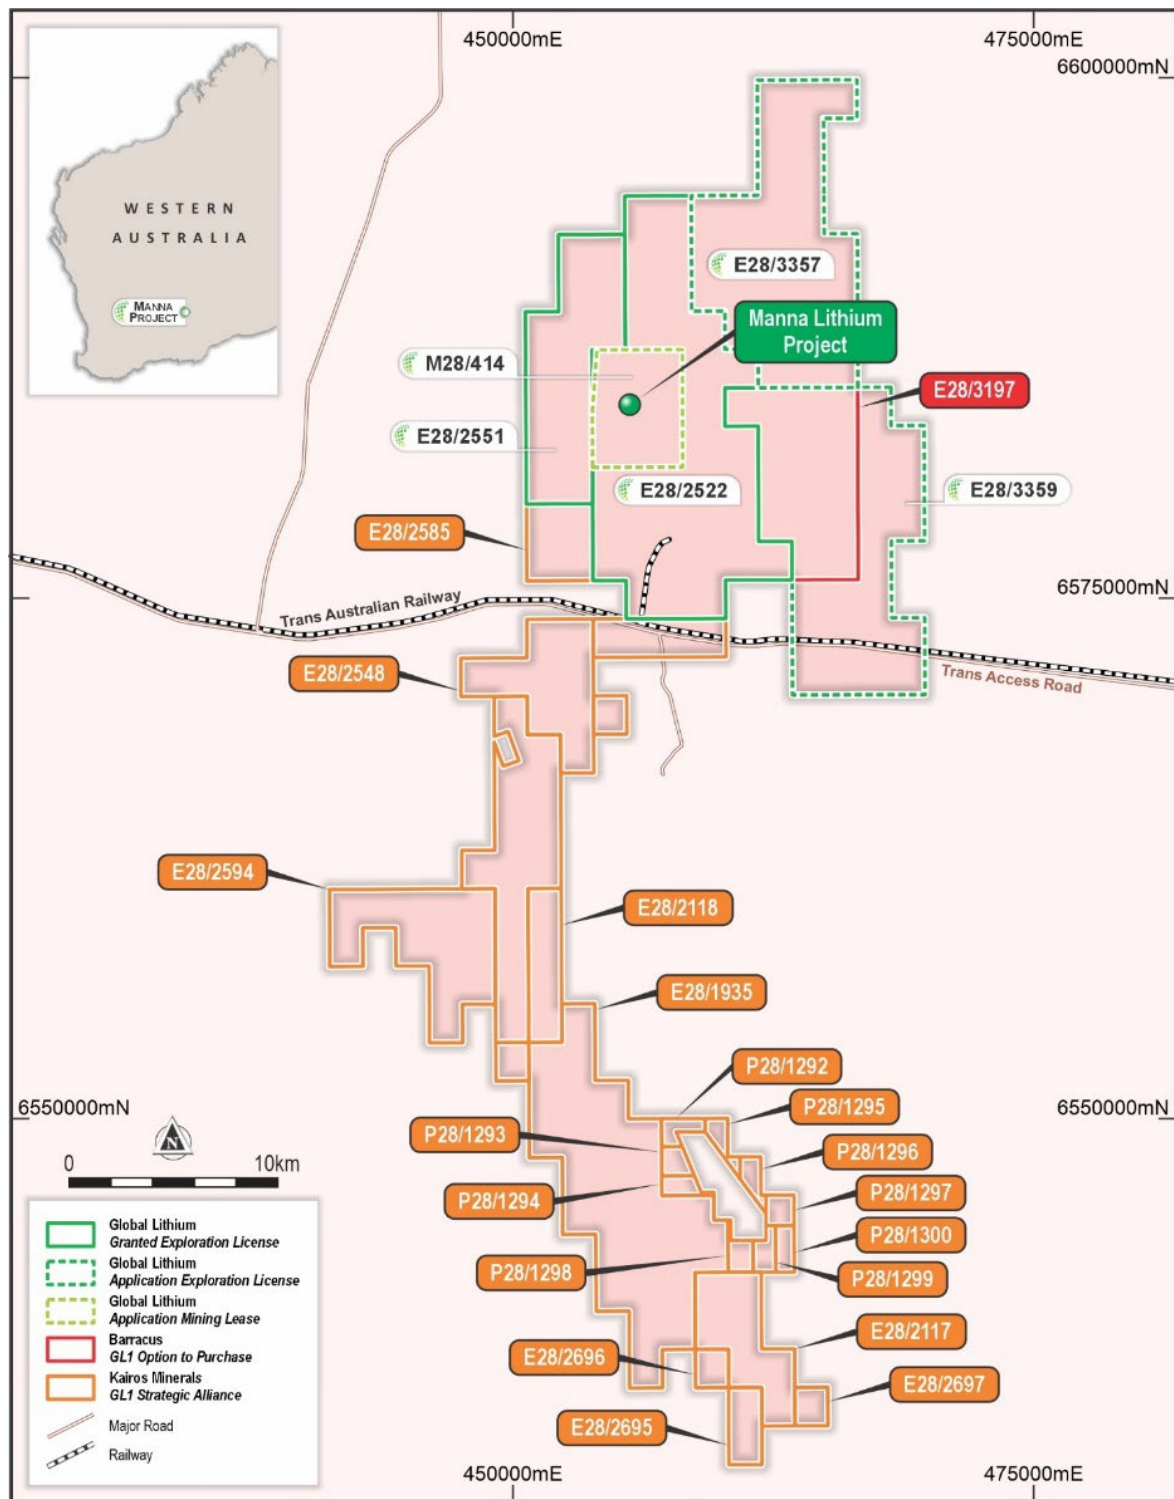 450000mE
475000mE
6600000mN
WESTERN
AUSTRALIA
MANNA
PROJECT
E28/3357
Manna Lithium
Project
M28/414
E28/3197
E28/2551
E28/2522
E28/3359
E28/2585
6575000mN
Trans Australian Railway
E28/2548
Trans Access Road
E28/2594
E28/2118
E28/1935
P28/1292
6550000mN
6550000mN
P28/1295
P28/1293
P28/1296
N
0
10km
P28/1294
P28/1297
P28/1300
P28/1298
P28/1299
E28/2117
E28/2696
E28/2697
E28/2695
Global Lithium
Granted Exploration License
Global Lithium
Application Exploration License
Global Lithium
Application Mining Lease
Barracus
GL1 Option to Purchase
Kairos Minerals
GL1 Strategic Alliance
Major Road
Railway
450000mE
475000mE